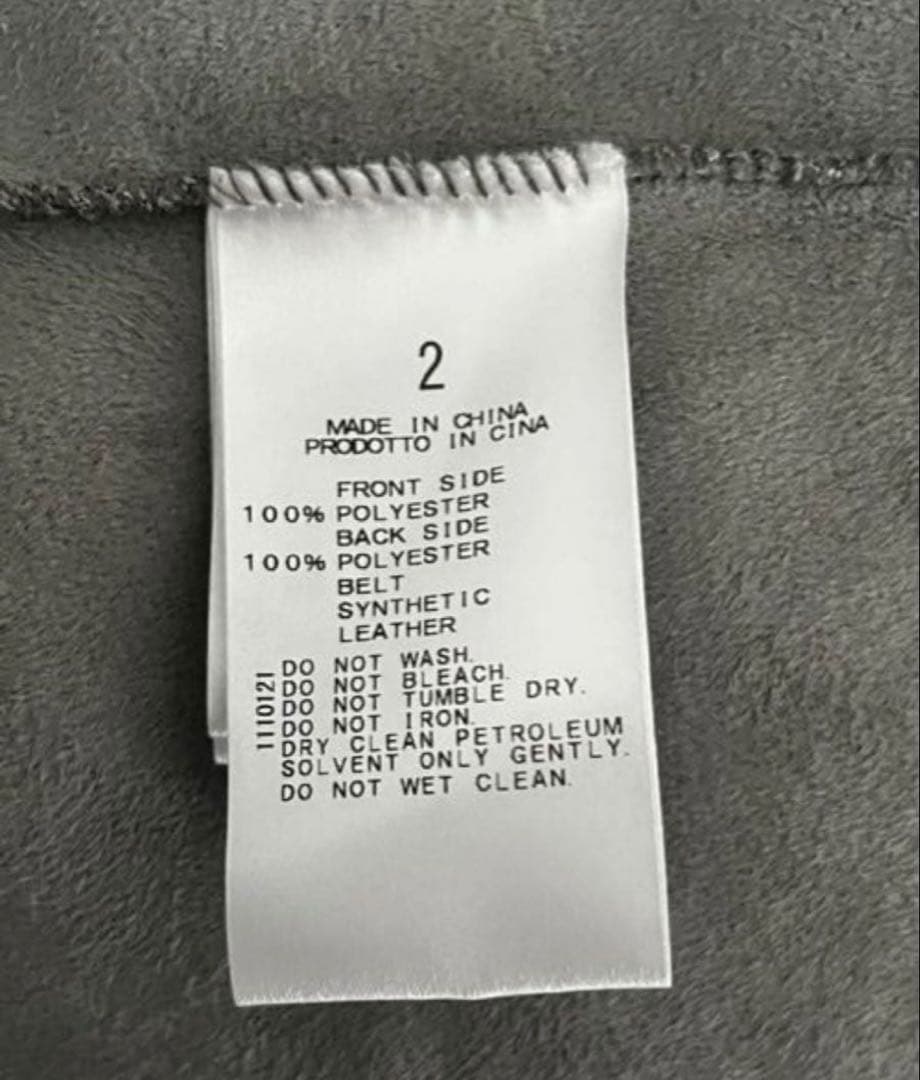 2
MADE IN CHINA
PRODOTTO IN CINA
FRONT SIDE
100% POLYESTER
BACK SIDE
100% POLYESTER
BELT
SYNTHETIC
LEATHER
DO NOT WASH.
DO NOT BLEACH.
DO NOT TUMBLE DRY.
DO NOT IRON.
DRY CLEAN PETROLEUM
SOLVENT ONLY GENTLY.
DO NOT WET CLEAN.
1110121